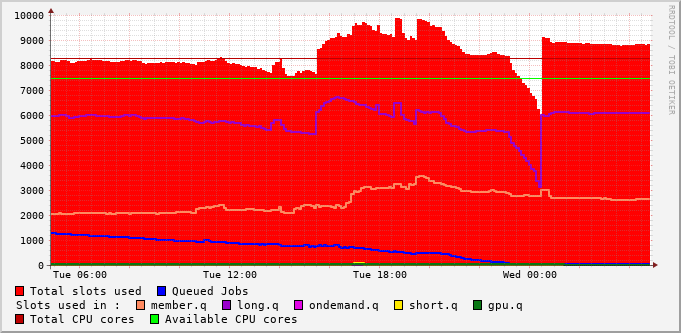 10000
9000
8000
7000
6000
5000
4000
3000
2000
1000
0
Tue 06:00 Tue 12:00 Tue 18:00 Wed 00:00
RRDTOOL / TOBI OETIKER
Total slots used Queued Jobs
Slots used in : member.q long.q ondemand.q short.q gpu.q
Total CPU cores Available CPU cores